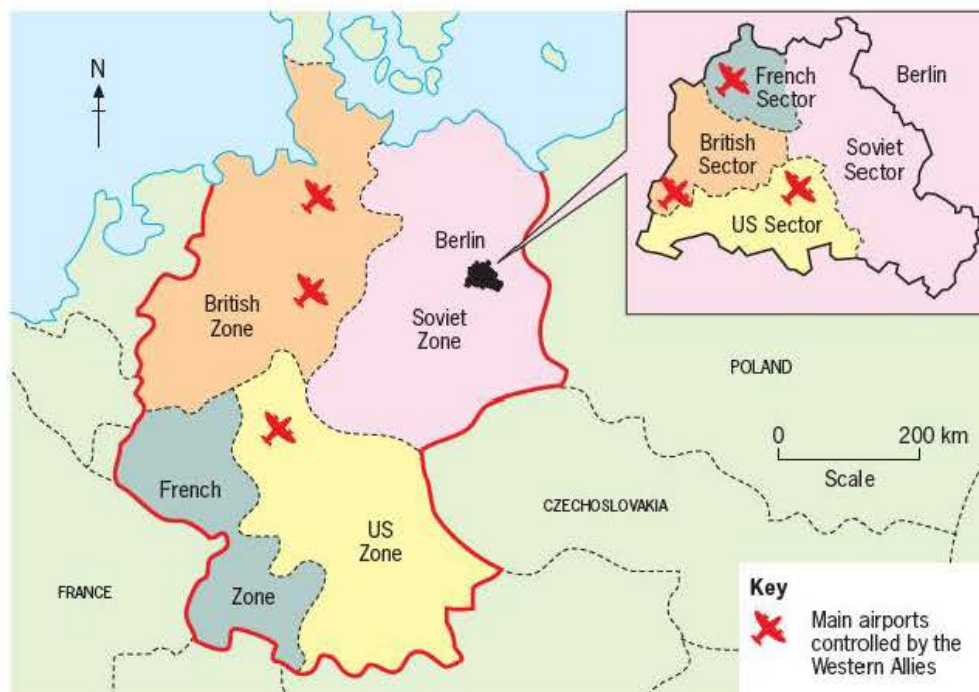 N
French
Sector
Berlin
British
Sector
Soviet
Sector
US Sector
Berlin
British
Zone
Soviet
Zone
POLAND
0 200 km
Scale
French
CZECHOSLOVAKIA
US
Zone
FRANCE
Zone
Key
Main airports
controlled by the
Western Allies